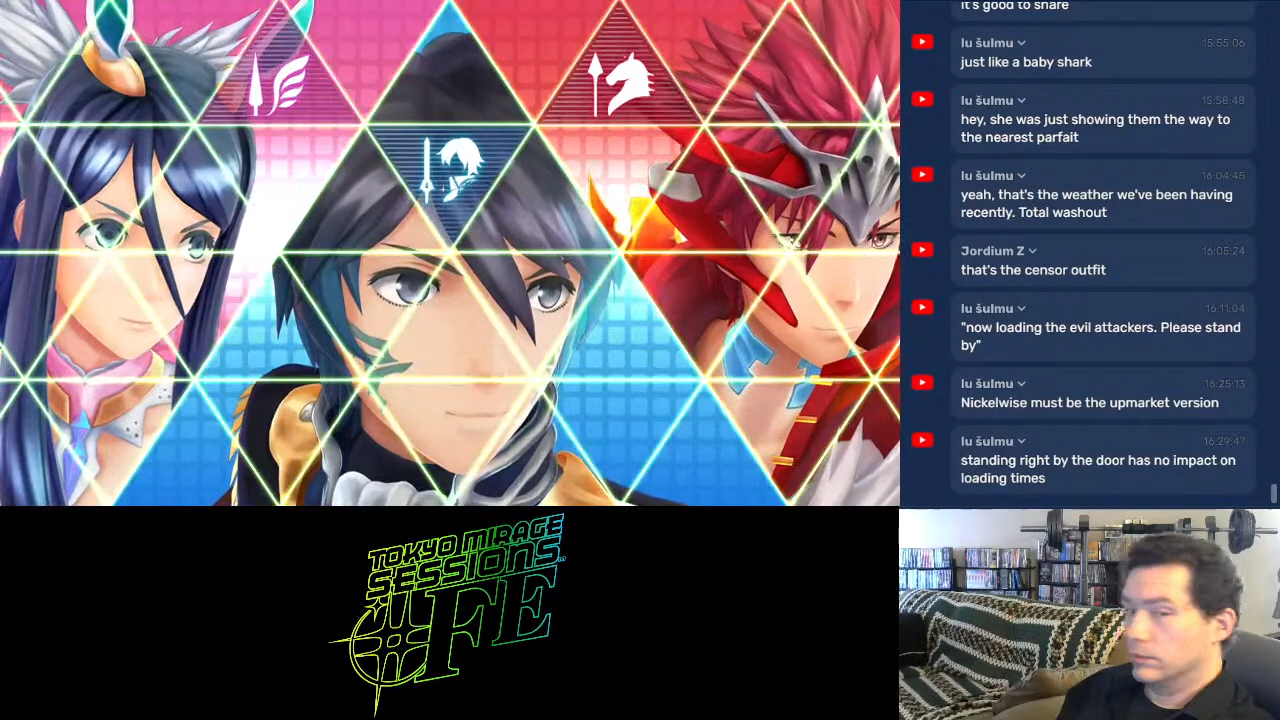 it's good to share
lu šulmu 15:55:06
just like a baby shark
lu šulmu 15:58:48
hey, she was just showing them the way to
the nearest parfait
lu šulmu 16:04:45
yeah, that's the weather we've been having
recently. Total washout
Jordium Z 16:05:24
that's the censor outfit
lu šulmu 16:11:04
"now loading the evil attackers. Please stand
by"
lu šulmu 16:25:13
Nickelwise must be the upmarket version
lu šulmu 16:29:47
standing right by the door has no impact on
loading times
TOKYO MIRAGE
SESSIONS
#FE